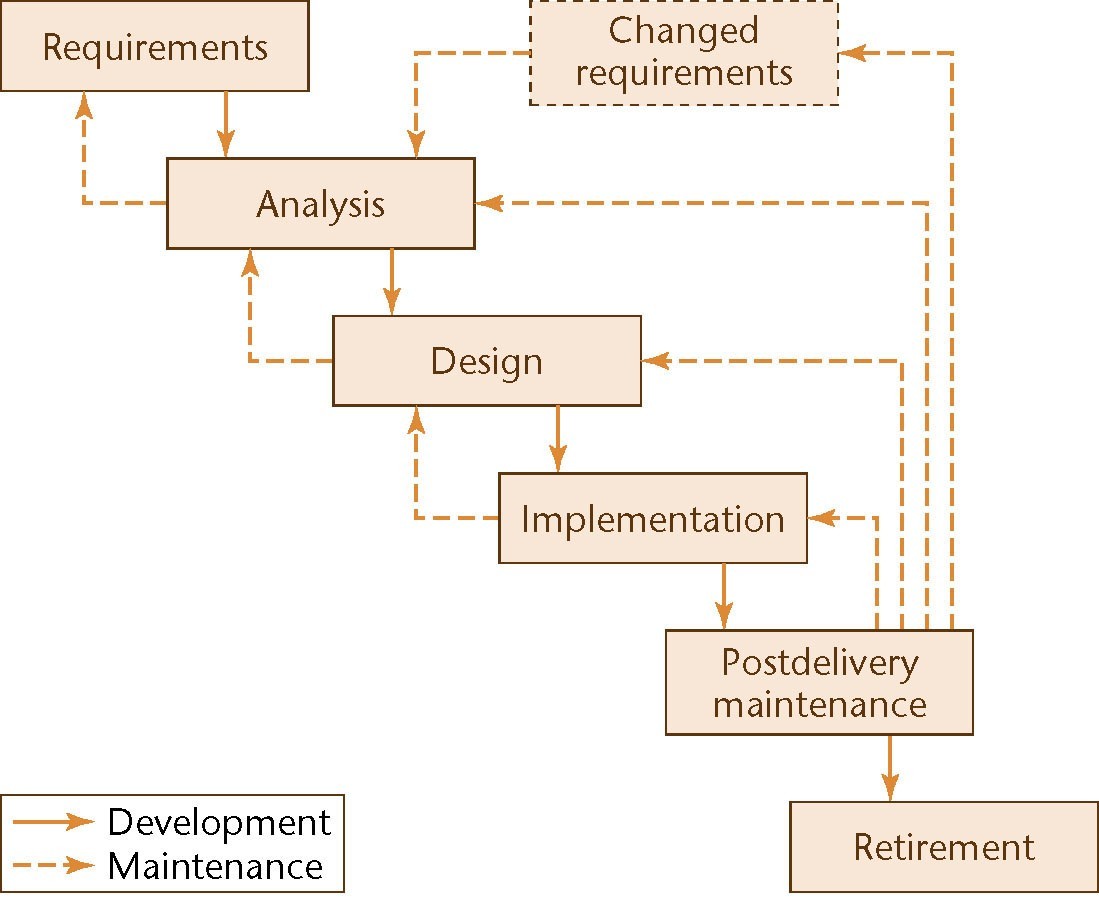 Requirements
Changed
requirements
Analysis
Design
Implementation
Postdelivery
maintenance
Retirement
Development
Maintenance